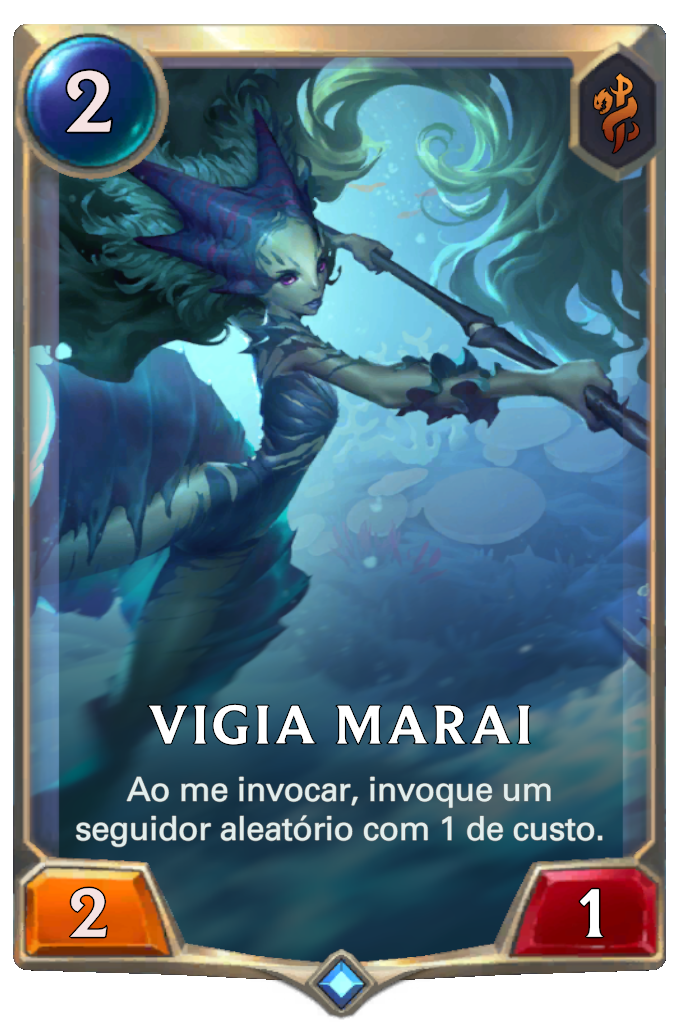 2
VIGIA MARAI
Ao me invocar, invoque um
seguidor aleatório com 1 de custo.
2
1